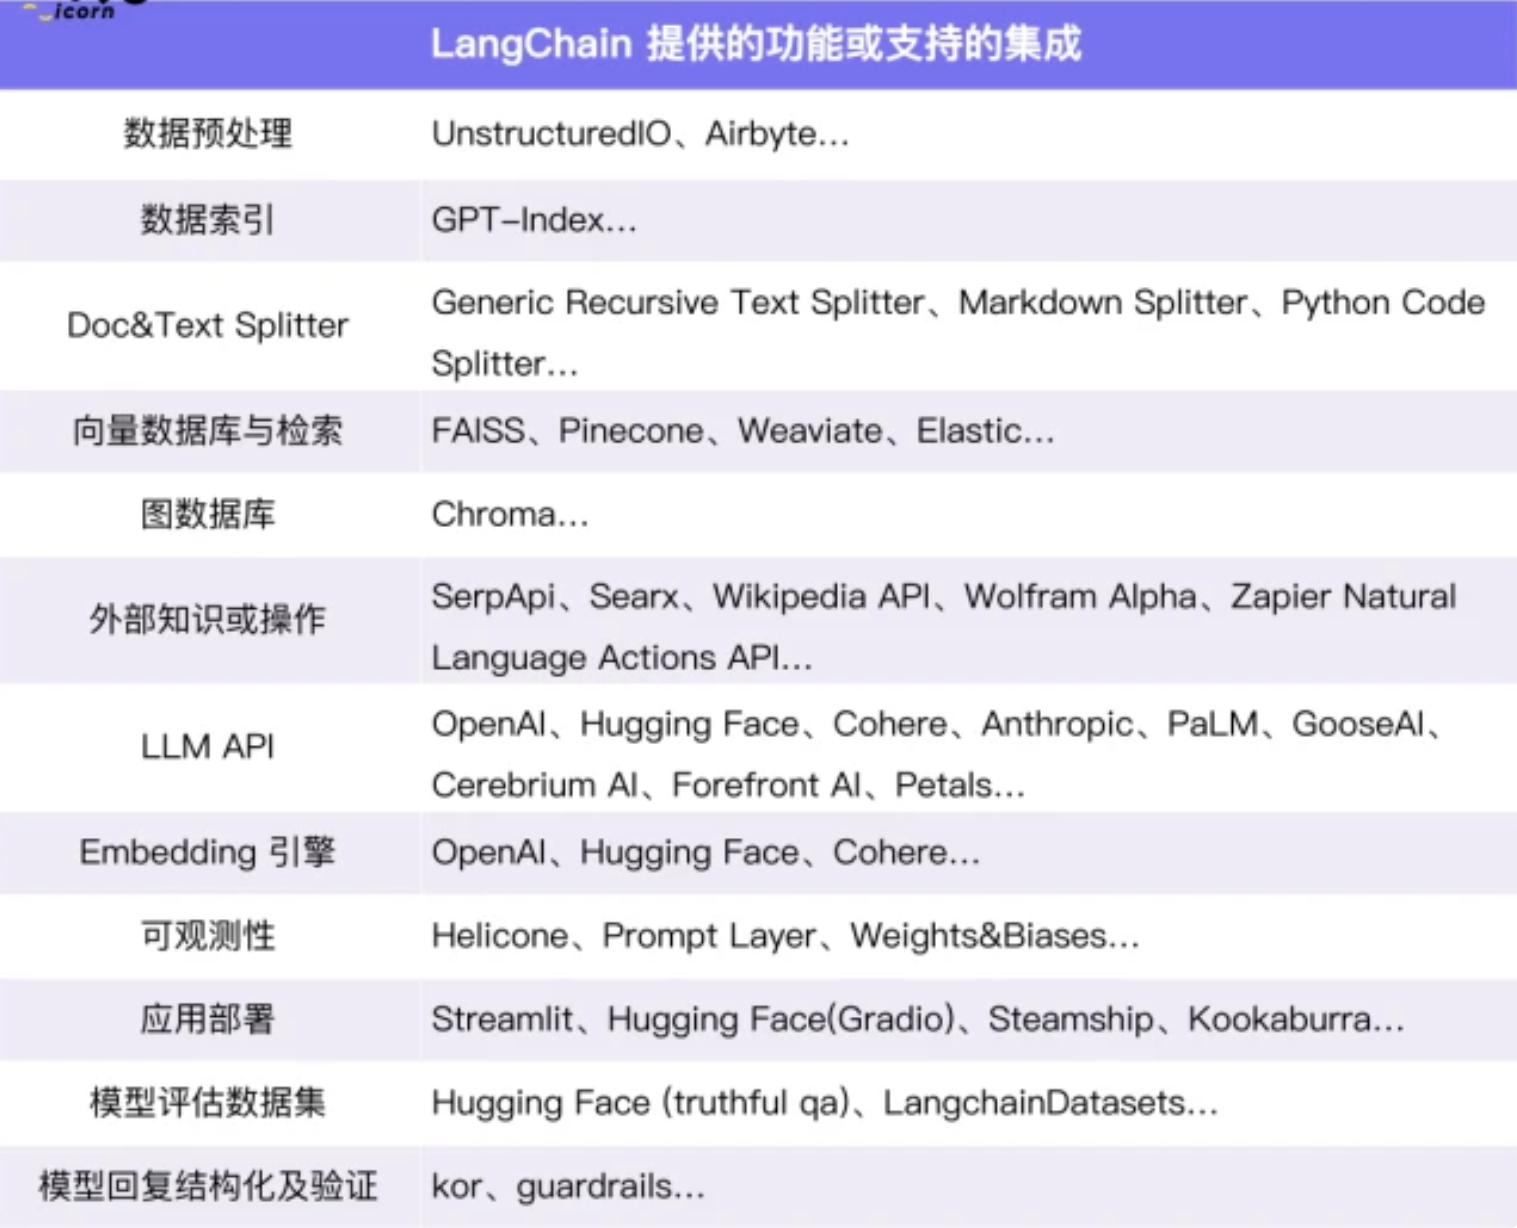 icorn
LangChain 提供的功能或支持的集成
数据预处理
UnstructuredIO、Airbyte...
数据索引
GPT-Index...
Doc&Text Splitter
Generic Recursive Text Splitter、Markdown Splitter、Python Code
Splitter...
向量数据库与检索
FAISS、Pinecone、Weaviate、Elastic...
图数据库
Chroma...
外部知识或操作
SerpApi、Searx、Wikipedia API、Wolfram Alpha、Zapier Natural
Language Actions API...
LLM API
OpenAI、Hugging Face、Cohere、Anthropic、PaLM、GooseAI、
Cerebrium AI、Forefront AI、Petals...
Embedding 引擎
OpenAI、Hugging Face、Cohere...
可观测性
Helicone、Prompt Layer、Weights&Biases...
应用部署
Streamlit、Hugging Face(Gradio)、Steamship、Kookaburra...
模型评估数据集
Hugging Face (truthful qa)、LangchainDatasets...
模型回复结构化及验证
kor、guardrails...